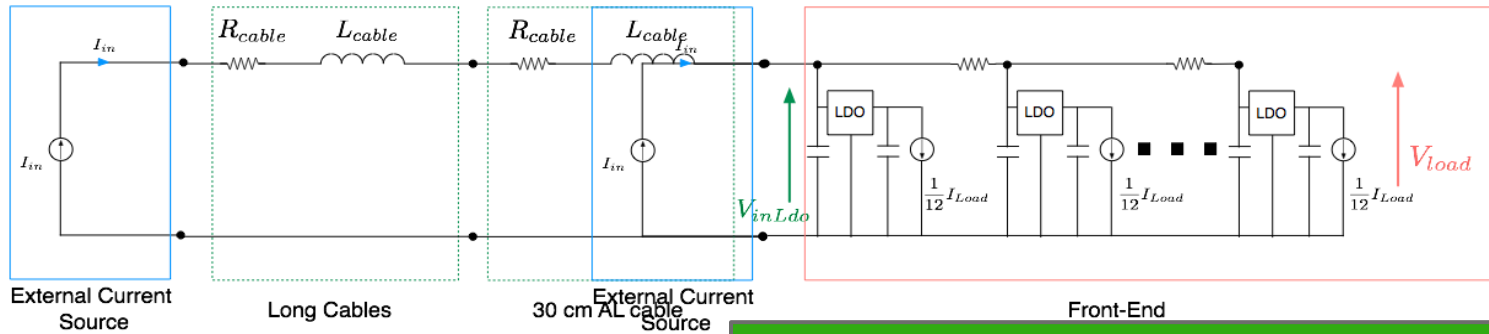 R_cable L_cable R_cable L_cable
I_in I_in
LDO LDO LDO
I_in I_in
V_load
1/12 I_Load 1/12 I_Load 1/12 I_Load
V_inLdo
External Current Source
Long Cables
30 cm AL cable
External Current Source
Front-End